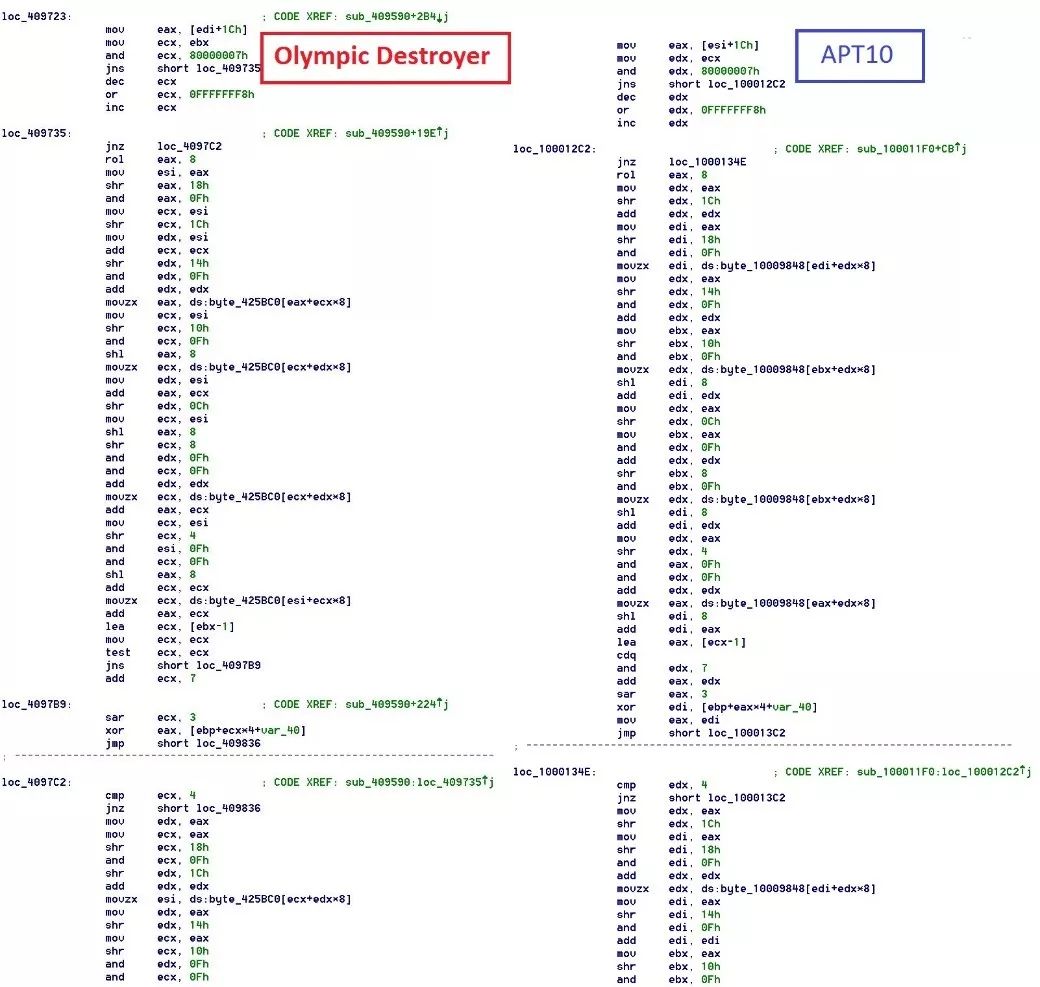 loc_409723: ; CODE XREF: sub_409590+2B4↓j
mov eax, [edi+1Ch]
mov ecx, ebx
and ecx, 80000007h
jns short loc_409735
dec ecx
or ecx, 0FFFFFFF8h
inc ecx
Olympic Destroyer
loc_409735: ; CODE XREF: sub_409590+19E↑j
jnz loc_4097C2
rol eax, 8
mov esi, eax
shr eax, 18h
and eax, 0Fh
mov ecx, esi
shr ecx, 1Ch
mov edx, esi
add ecx, ecx
shr edx, 14h
and edx, 0Fh
add edx, edx
movzx eax, ds:byte_425BC0[eax+ecx*8]
mov ecx, esi
shr ecx, 10h
and ecx, 0Fh
shl eax, 8
movzx ecx, ds:byte_425BC0[ecx+edx*8]
mov edx, esi
add eax, ecx
shr edx, 0Ch
mov ecx, esi
shl eax, 8
shr ecx, 8
and edx, 0Fh
and ecx, 0Fh
add edx, edx
movzx ecx, ds:byte_425BC0[ecx+edx*8]
add eax, ecx
mov ecx, esi
shr ecx, 4
and esi, 0Fh
and ecx, 0Fh
shl eax, 8
add ecx, ecx
movzx ecx, ds:byte_425BC0[esi+ecx*8]
add eax, ecx
lea ecx, [ebx-1]
mov ecx, ecx
test ecx, ecx
jns short loc_4097B9
add ecx, 7
loc_4097B9: ; CODE XREF: sub_409590+224↑j
sar ecx, 3
xor eax, [ebp+ecx*4+var_40]
jmp short loc_409836
; ---------------------------------------------------------------------------
loc_4097C2: ; CODE XREF: sub_409590:loc_409735↑j
cmp ecx, 4
jnz short loc_409836
mov edx, eax
mov ecx, eax
shr ecx, 18h
and ecx, 0Fh
shr edx, 1Ch
add edx, edx
movzx esi, ds:byte_425BC0[ecx+edx*8]
mov edx, eax
shr edx, 14h
mov ecx, eax
shr ecx, 10h
and edx, 0Fh
and ecx, 0Fh
APT10
mov eax, [esi+1Ch]
mov edx, ecx
and edx, 80000007h
jns short loc_100012C2
dec edx
or edx, 0FFFFFFF8h
inc edx
loc_100012C2: ; CODE XREF: sub_100011F0+CB↑j
jnz loc_1000134E
rol eax, 8
mov edx, eax
shr edx, 1Ch
add edx, edx
mov edi, eax
shr edi, 18h
and edi, 0Fh
movzx edi, ds:byte_10009848[edi+edx*8]
mov edx, eax
shr edx, 14h
and edx, 0Fh
add edx, edx
mov ebx, eax
shr ebx, 10h
and ebx, 0Fh
movzx edx, ds:byte_10009848[ebx+edx*8]
shl edi, 8
add edi, edx
mov edx, eax
shr edx, 0Ch
mov ebx, eax
and edx, 0Fh
add edx, edx
shr ebx, 8
and ebx, 0Fh
movzx edx, ds:byte_10009848[ebx+edx*8]
shl edi, 8
add edi, edx
mov edx, eax
shr edx, 4
and eax, 0Fh
and edx, 0Fh
add edx, edx
movzx eax, ds:byte_10009848[eax+edx*8]
shl edi, 8
add edi, eax
lea eax, [ecx-1]
cdq
and edx, 7
add eax, edx
sar eax, 3
xor edi, [ebp+eax*4+var_40]
mov eax, edi
jmp short loc_100013C2
; ---------------------------------------------------------------------------
loc_1000134E: ; CODE XREF: sub_100011F0:loc_100012C2↑j
cmp edx, 4
jnz short loc_100013C2
mov edx, eax
shr edx, 1Ch
mov edi, eax
shr edi, 18h
and edi, 0Fh
add edx, edx
movzx edx, ds:byte_10009848[edi+edx*8]
mov edi, eax
shr edi, 14h
and edi, 0Fh
add edi, edi
mov ebx, eax
shr ebx, 10h
and ebx, 0Fh